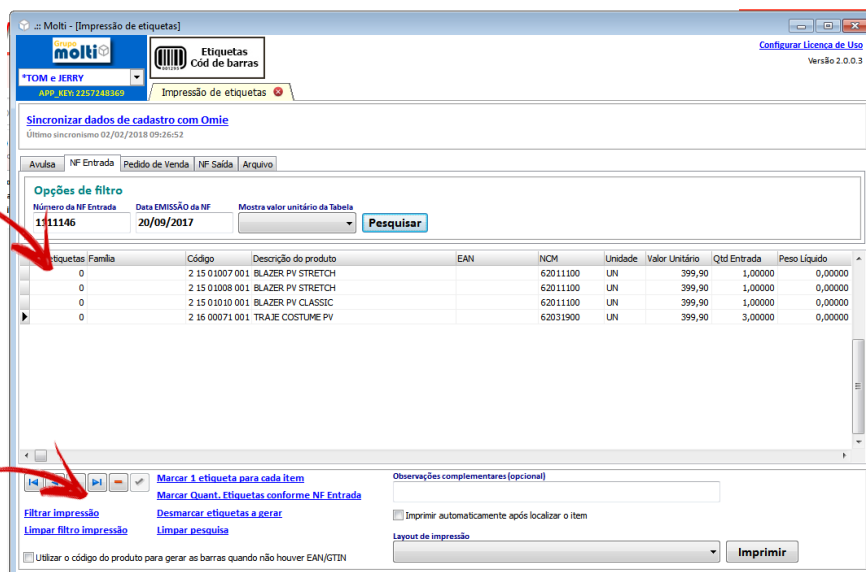 .:: Molti - [Impressão de etiquetas]
Grupo
molti
*TOM e JERRY
APP_KEY: 2257248369
Etiquetas
Cód de barras
Configurar Licença de Uso
Versão 2.0.0.3
Impressão de etiquetas
Sincronizar dados de cadastro com Omie
Último sincronismo 02/02/2018 09:26:52
Avulsa NF Entrada Pedido de Venda NF Saída Arquivo
Opções de filtro
Número da NF Entrada Data EMISSÃO da NF Mostra valor unitário da Tabela
1111146 20/09/2017 Pesquisar
etiquetas Família Código Descrição do produto EAN NCM Unidade Valor Unitário Qtd Entrada Peso Líquido
0 2 15 01007 001 BLAZER PV STRETCH 62011100 UN 399,90 1,00000 0,00000
0 2 15 01008 001 BLAZER PV STRETCH 62011100 UN 399,90 1,00000 0,00000
0 2 15 01010 001 BLAZER PV CLASSIC 62011100 UN 399,90 1,00000 0,00000
0 2 16 00071 001 TRAJE COSTUME PV 62031900 UN 399,90 3,00000 0,00000
Marcar 1 etiqueta para cada item
Marcar Quant. Etiquetas conforme NF Entrada
Filtrar impressão Desmarcar etiquetas a gerar
Limpar filtro impressão Limpar pesquisa
Utilizar o código do produto para gerar as barras quando não houver EAN/GTIN
Observações complementares (opcional)
Imprimir automaticamente após localizar o item
Layout de impressão
Imprimir